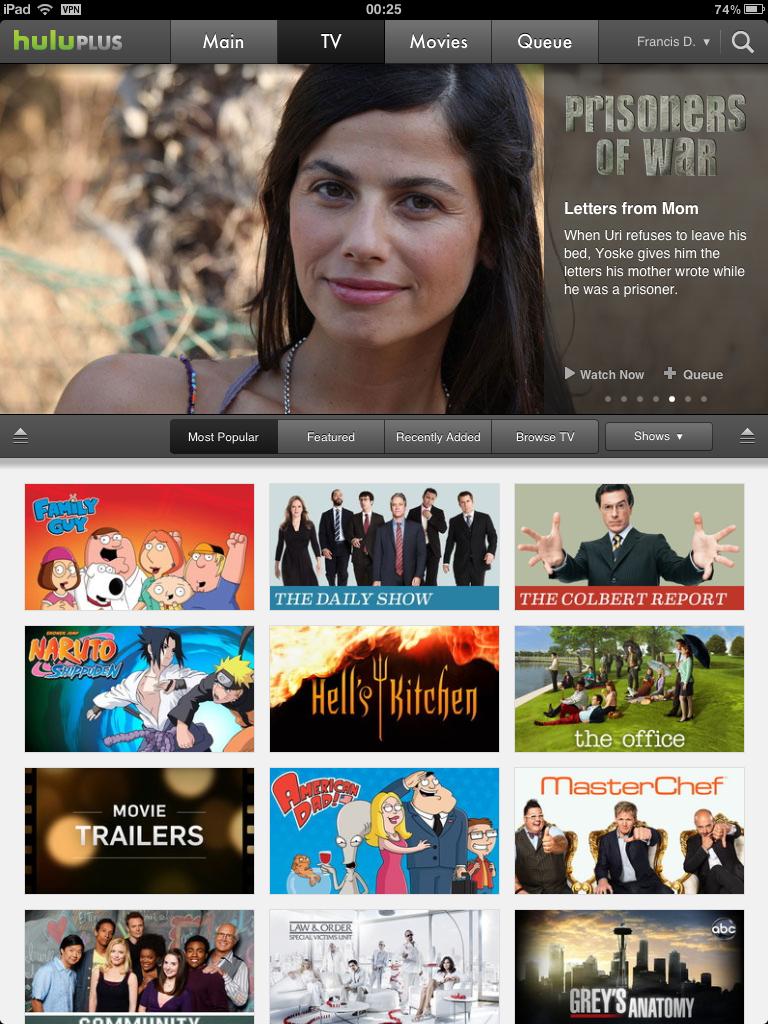 iPad VPN 00:25 74%
huluPLUS Main TV Movies Queue Francis D. ▼
PRISONERS
OF WAR
Letters from Mom
When Uri refuses to leave his
bed, Yoske gives him the
letters his mother wrote while
he was a prisoner.
Watch Now Queue
Most Popular Featured Recently Added Browse TV Shows ▼
FAMILY
GUY
THE DAILY SHOW
THE COLBERT REPORT
SHONEN JUMP
NARUTO
SHIPPUDEN
Hell's Kitchen
the office
MOVIE
TRAILERS
AMERICAN
DAD!
MasterChef
COMMUNITY
LAW & ORDER
SPECIAL VICTIMS UNIT
abc
GREY'S ANATOMY